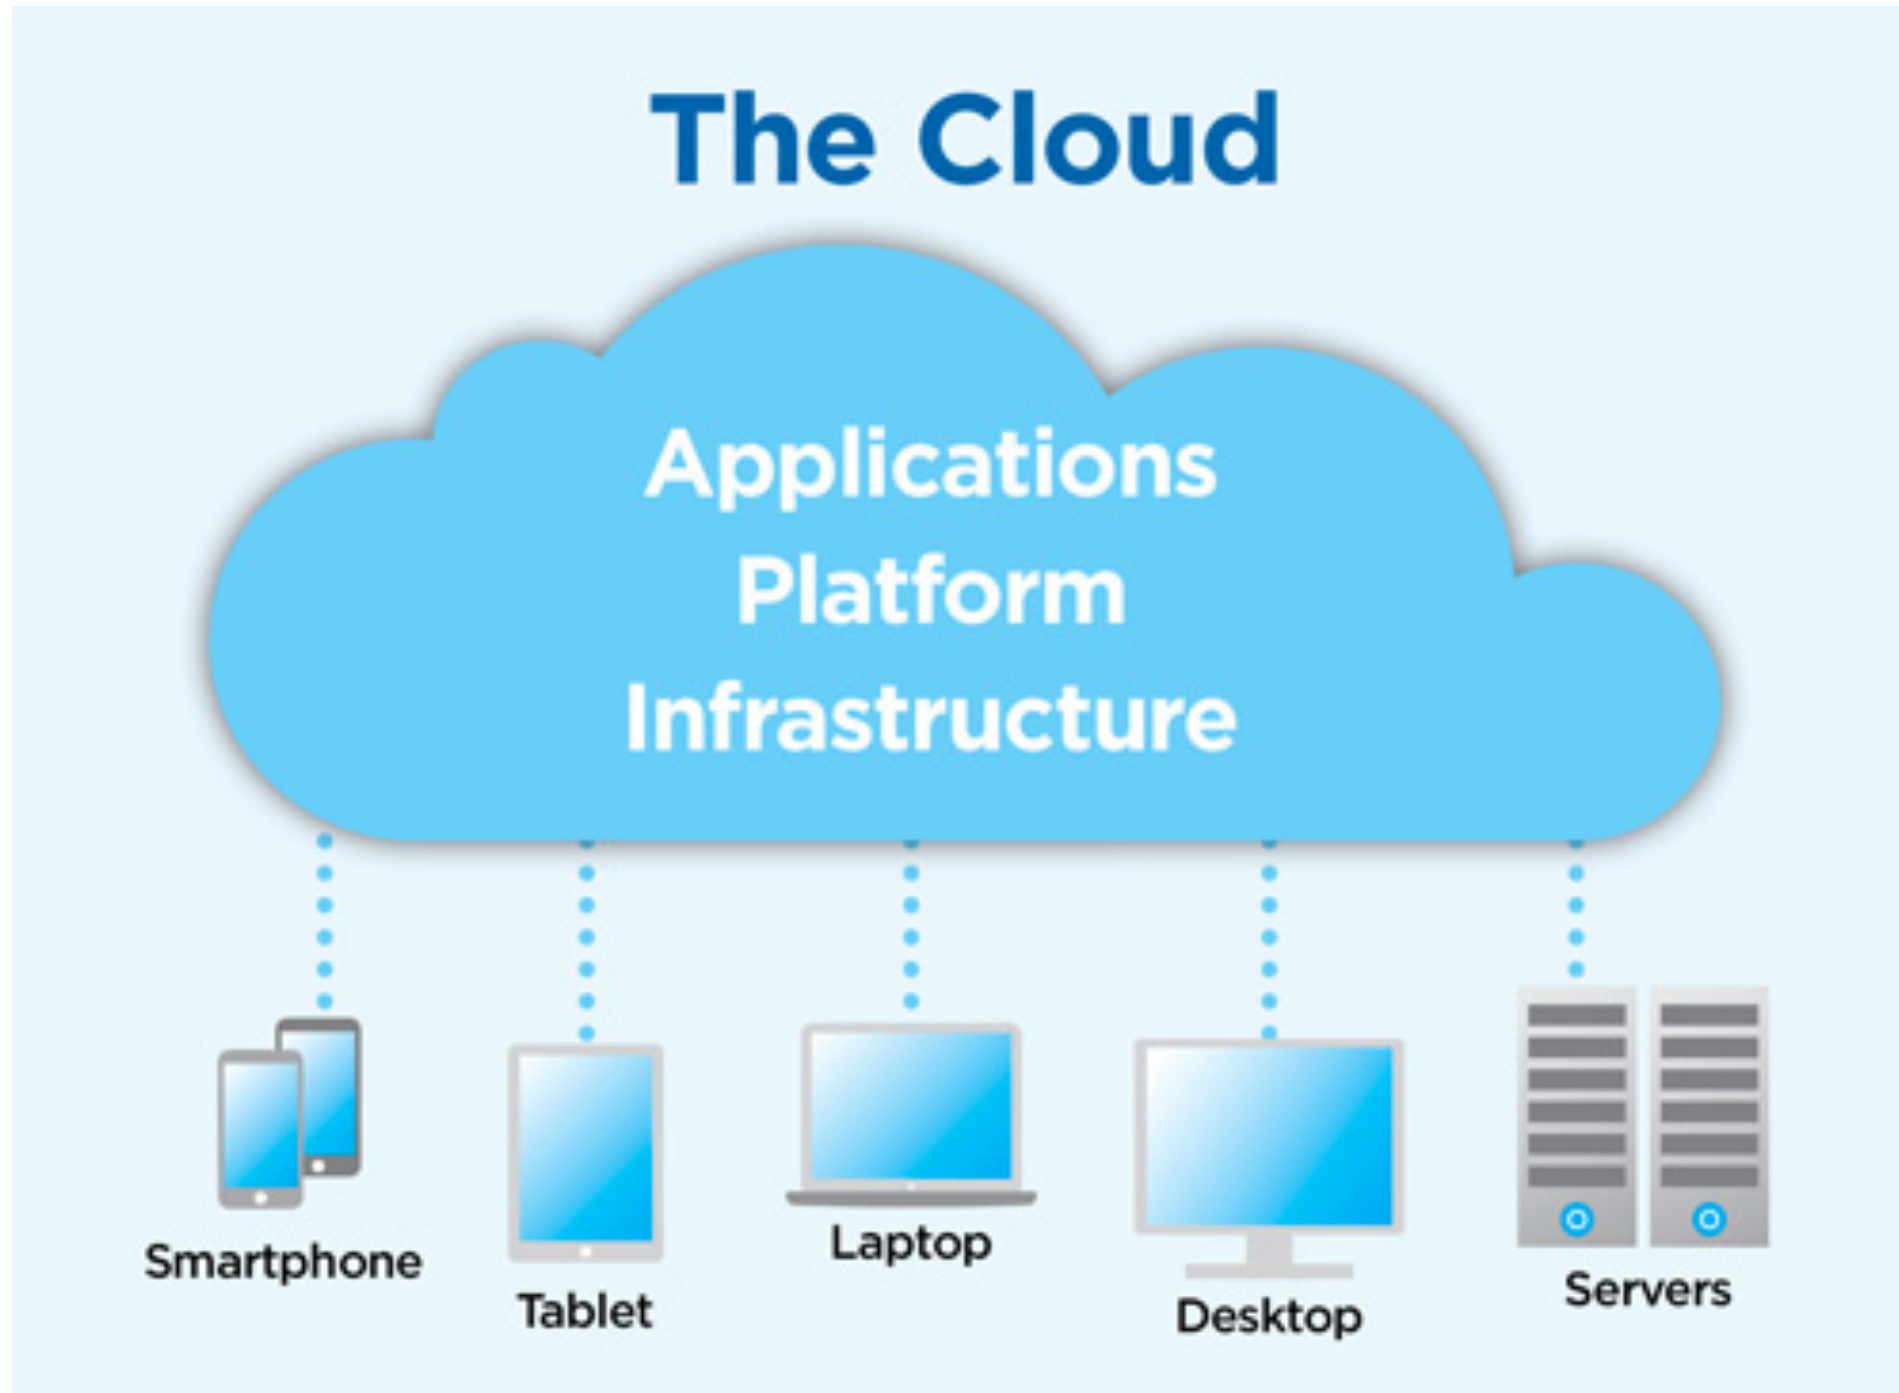 The Cloud
Applications
Platform
Infrastructure
Smartphone
Tablet
Laptop
Desktop
Servers